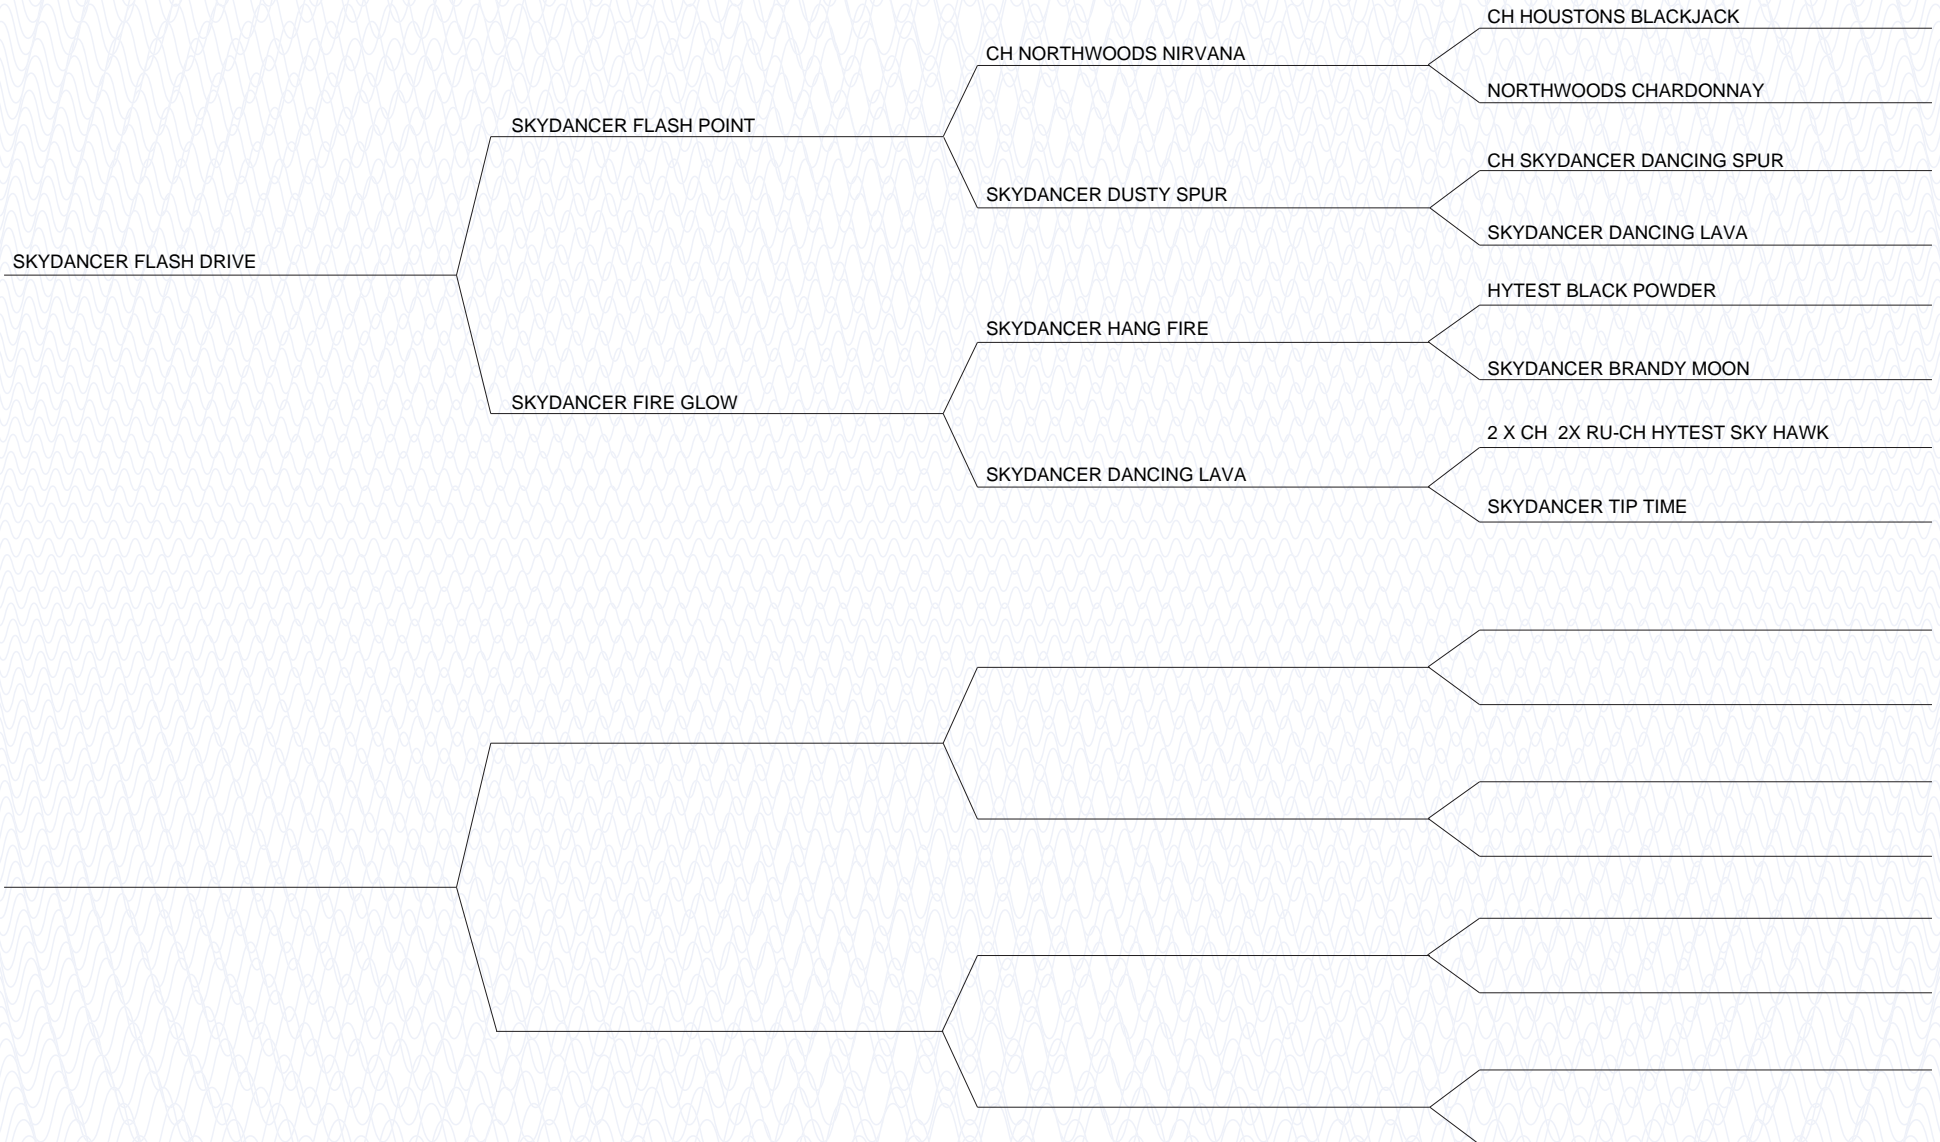 CH HOUSTONS BLACKJACK
CH NORTHWOODS NIRVANA
NORTHWOODS CHARDONNAY
SKYDANCER FLASH POINT
CH SKYDANCER DANCING SPUR
SKYDANCER DUSTY SPUR
SKYDANCER DANCING LAVA
SKYDANCER FLASH DRIVE
HYTEST BLACK POWDER
SKYDANCER HANG FIRE
SKYDANCER BRANDY MOON
SKYDANCER FIRE GLOW
2 X CH  2X RU-CH HYTEST SKY HAWK
SKYDANCER DANCING LAVA
SKYDANCER TIP TIME